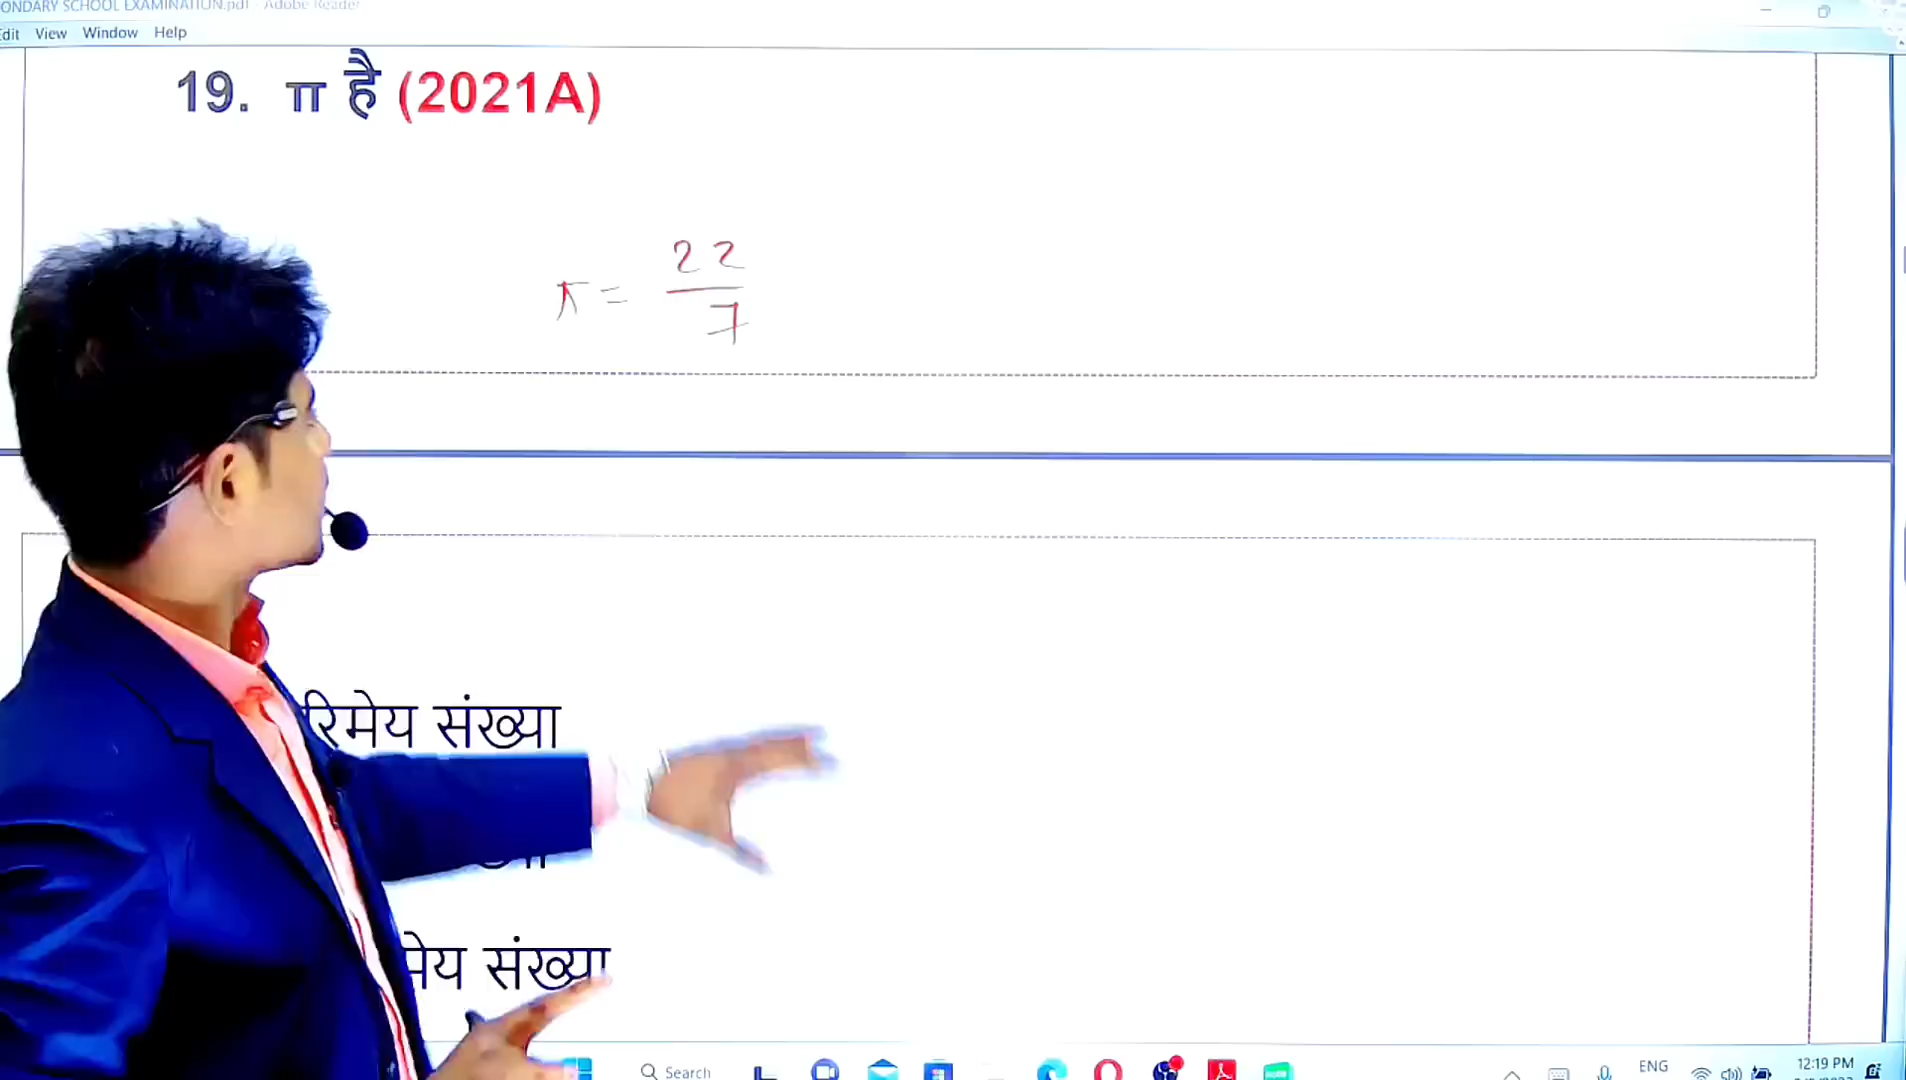 ONDARY SCHOOL EXAMINATION.pdf - Adobe Reader
Edit View Window Help
19. π है (2021A)
π = 22/7
रिमेय संख्या
मेय संख्या
Search
ENG
12:19 PM